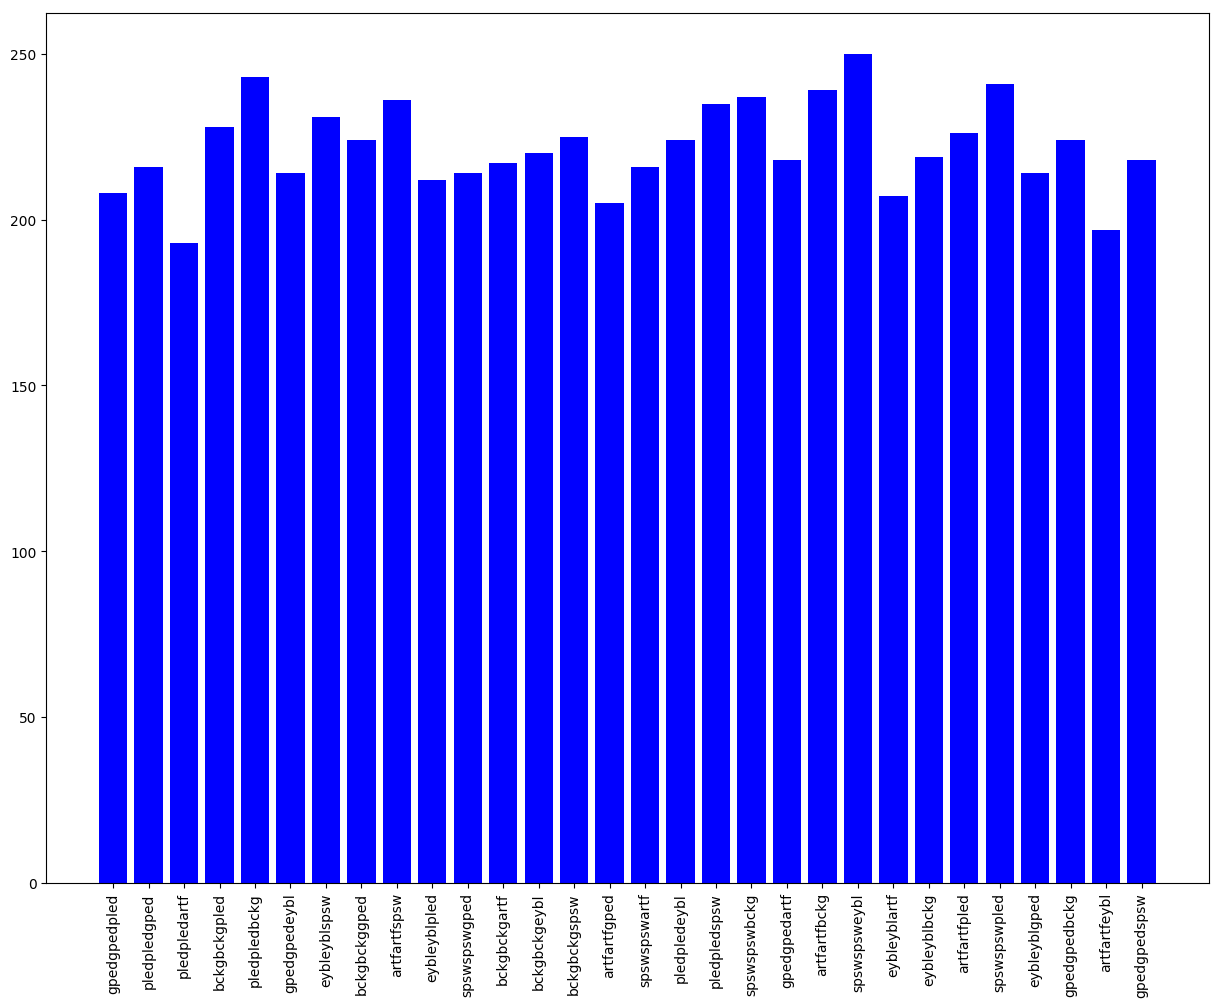 250
200
150
100
50
0
gpedgpedpled
pledpledgped
pledpledartf
bckgbckgpled
pledpledbckg
gpedgpedeybl
eybleyblspsw
bckgbckggped
artfartfspsw
eybleyblpled
spswspswgped
bckgbckgartf
bckgbckgeybl
bckgbckgspsw
artfartfgped
spswspswartf
pledpledeybl
pledpledspsw
spswspswbckg
gpedgpedartf
artfartfbckg
spswspsweybl
eybleyblartf
eybleyblbckg
artfartfpled
spswspswpled
eybleyblgped
gpedgpedbckg
artfartfeybl
gpedgpedspsw